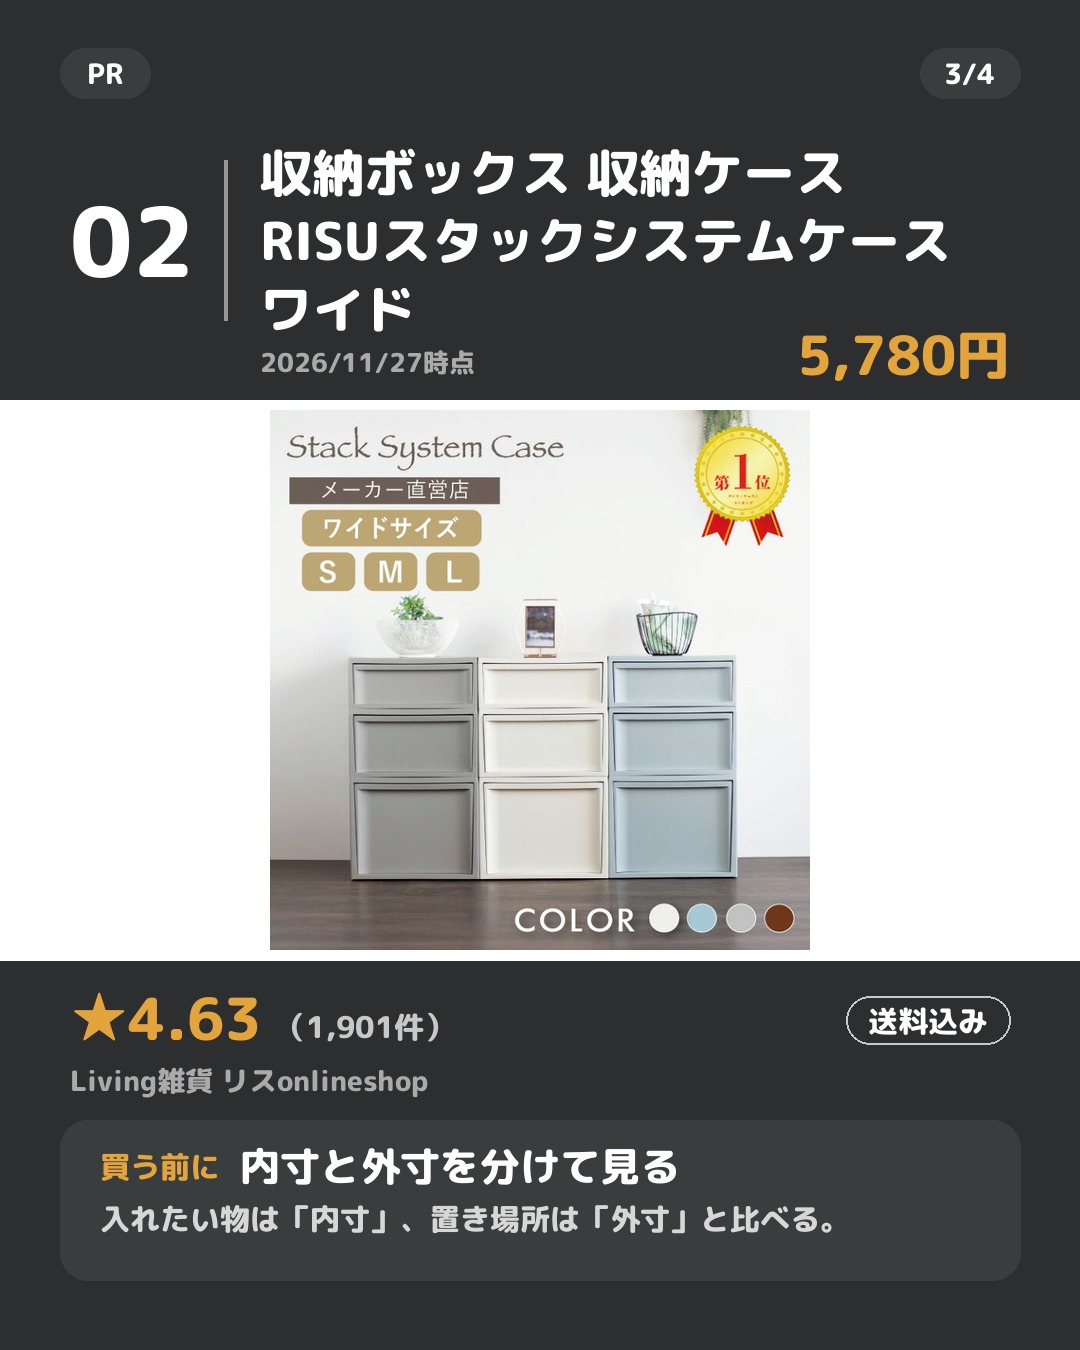 PR
3/4
02
収納ボックス 収納ケース
RISUスタックシステムケース
ワイド
2026/11/27時点
5,780円
Stack System Case
メーカー直営店
ワイドサイズ
S M L
第1位
COLOR
★4.63 (1,901件)
送料込み
Living雑貨 リスonlineshop
買う前に 内寸と外寸を分けて見る
入れたい物は「内寸」、置き場所は「外寸」と比べる。